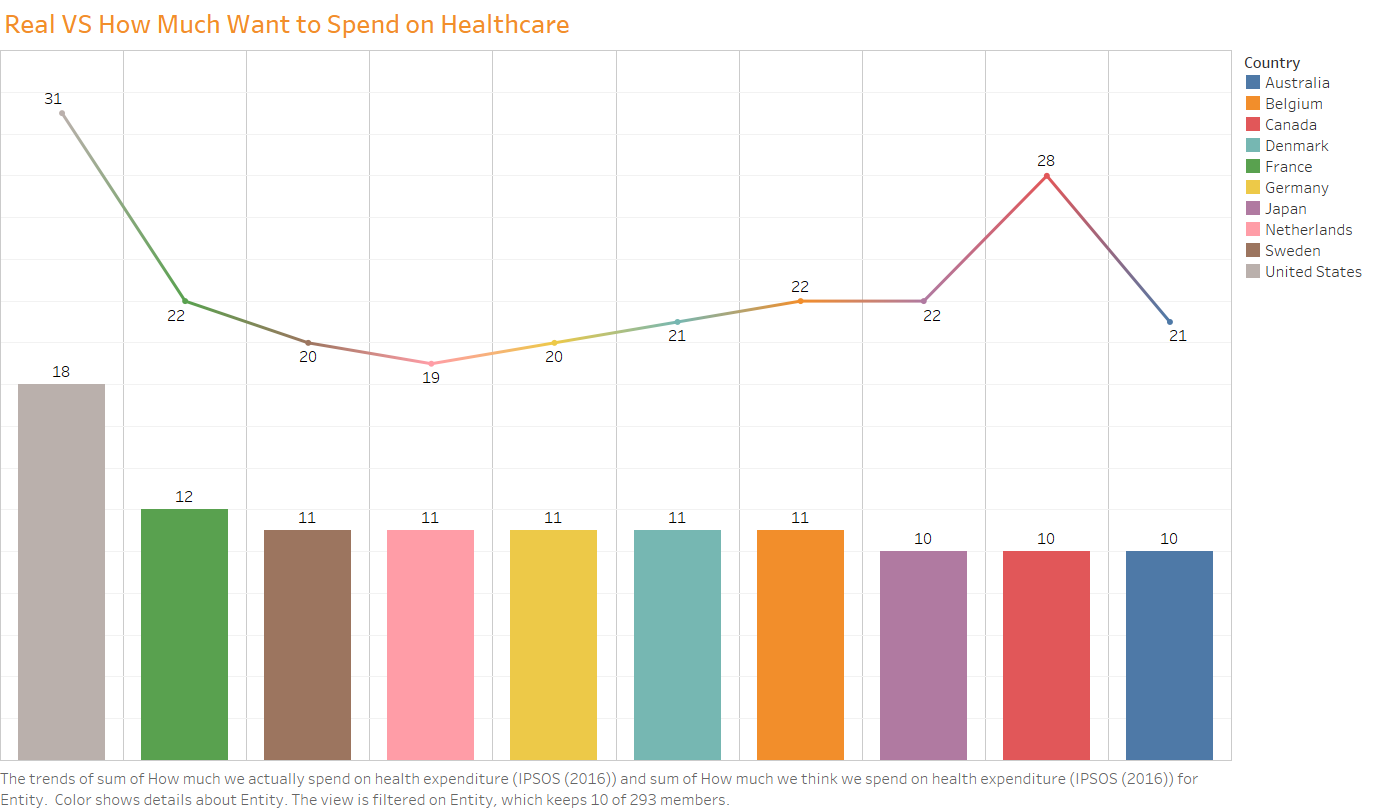 Real VS How Much Want to Spend on Healthcare
Country
Australia
Belgium
Canada
Denmark
France
Germany
Japan
Netherlands
Sweden
United States
31
22
20
19
20
21
22
22
28
21
18
12
11
11
11
11
11
10
10
10
The trends of sum of How much we actually spend on health expenditure (IPSOS (2016)) and sum of How much we think we spend on health expenditure (IPSOS (2016)) for
Entity.  Color shows details about Entity. The view is filtered on Entity, which keeps 10 of 293 members.